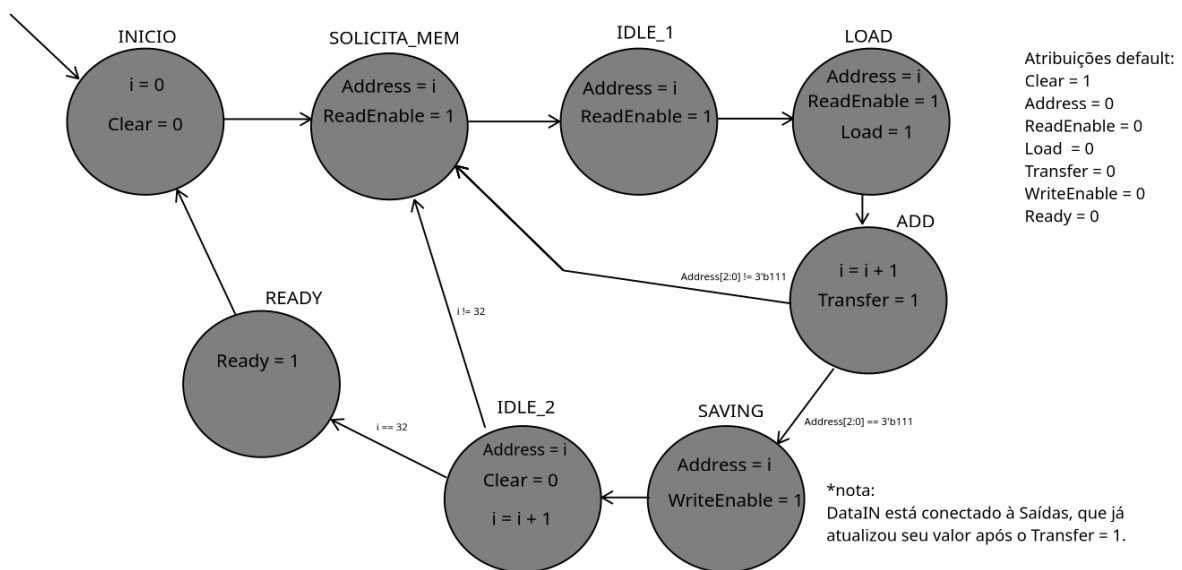 INICIO
i = 0
Clear = 0
SOLICITA_MEM
Address = i
ReadEnable = 1
IDLE_1
Address = i
ReadEnable = 1
LOAD
Address = i
ReadEnable = 1
Load = 1
Atribuições default:
Clear = 1
Address = 0
ReadEnable = 0
Load = 0
Transfer = 0
WriteEnable = 0
Ready = 0
ADD
i = i + 1
Transfer = 1
Address[2:0] != 3'b111
i != 32
READY
Ready = 1
i == 32
IDLE_2
Address = i
Clear = 0
i = i + 1
SAVING
Address = i
WriteEnable = 1
Address[2:0] == 3'b111
*nota:
DataIN está conectado à Saídas, que já
atualizou seu valor após o Transfer = 1.